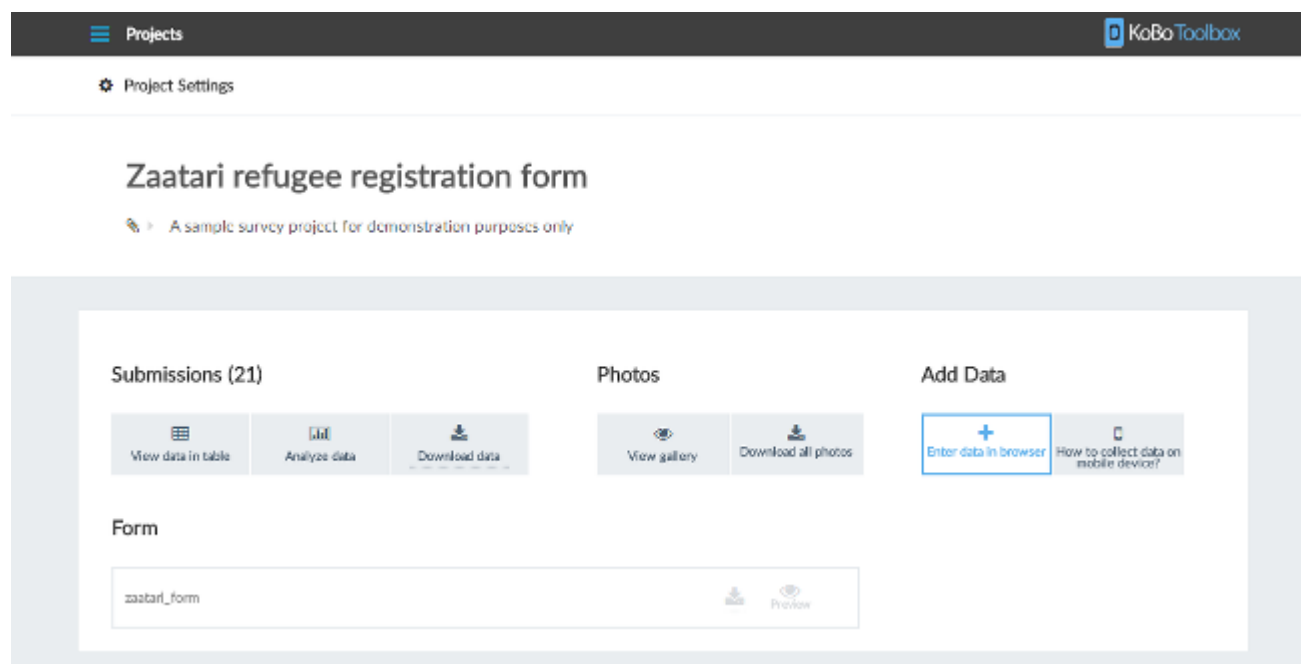 Projects
KoBoToolbox
Project Settings
Zaatari refugee registration form
A sample survey project for demonstration purposes only
Submissions (21)
Photos
Add Data
View data in table
Analyze data
Download data
View gallery
Download all photos
Enter data in browser
How to collect data on
mobile device?
Form
zaatari_form
Preview